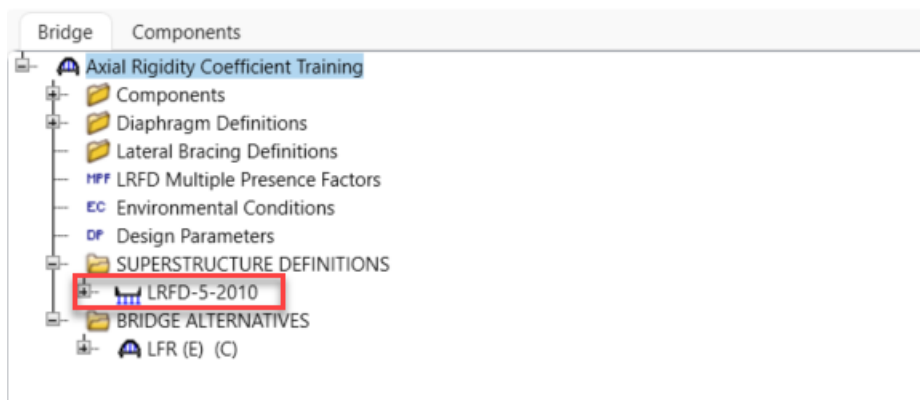 Bridge Components
Axial Rigidity Coefficient Training
Components
Diaphragm Definitions
Lateral Bracing Definitions
MPF LRFD Multiple Presence Factors
EC Environmental Conditions
DP Design Parameters
SUPERSTRUCTURE DEFINITIONS
LRFD-5-2010
BRIDGE ALTERNATIVES
LFR (E) (C)